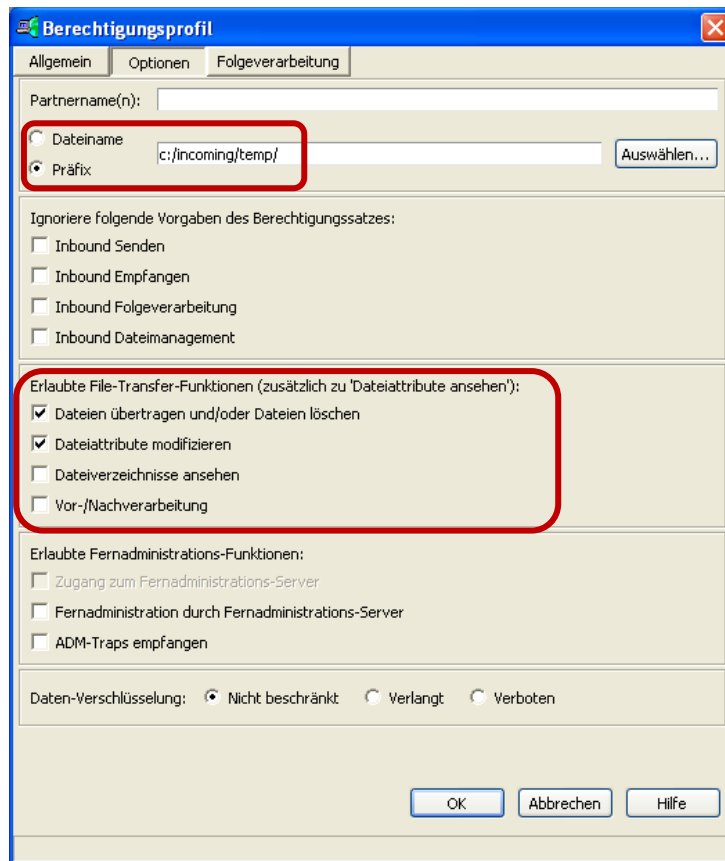 Berechtigungsprofil
Allgemein Optionen Folgeverarbeitung
Partnername(n):
Dateiname
c:/incoming/temp/ Auswählen...
Präfix
Ignoriere folgende Vorgaben des Berechtigungssatzes:
Inbound Senden
Inbound Empfangen
Inbound Folgeverarbeitung
Inbound Dateimanagement
Erlaubte File-Transfer-Funktionen (zusätzlich zu 'Dateiattribute ansehen'):
Dateien übertragen und/oder Dateien löschen
Dateiattribute modifizieren
Dateiverzeichnisse ansehen
Vor-/Nachverarbeitung
Erlaubte Fernadministrations-Funktionen:
Zugang zum Fernadministrations-Server
Fernadministration durch Fernadministrations-Server
ADM-Traps empfangen
Daten-Verschlüsselung: Nicht beschränkt Verlangt Verboten
OK Abbrechen Hilfe